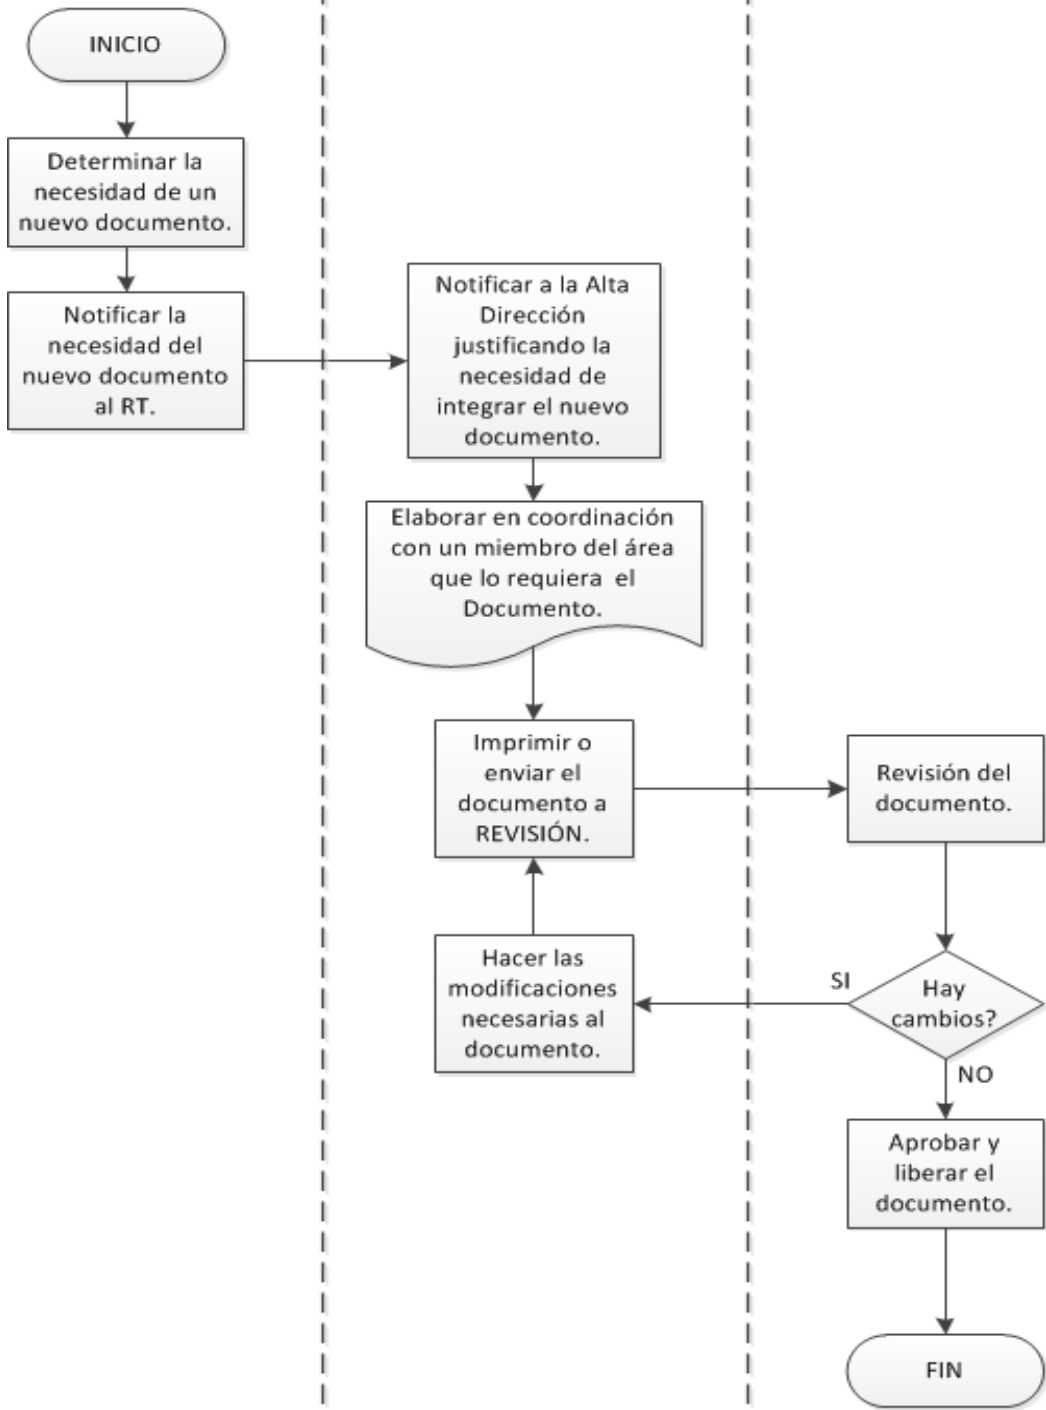 INICIO
Determinar la
necesidad de un
nuevo documento.
Notificar la
necesidad del
nuevo documento
al RT.
Notificar a la Alta
Dirección
justificando la
necesidad de
integrar el nuevo
documento.
Elaborar en coordinación
con un miembro del área
que lo requiera el
Documento.
Imprimir o
enviar el
documento a
REVISIÓN.
Revisión del
documento.
Hay
cambios?
SI
Hacer las
modificaciones
necesarias al
documento.
NO
Aprobar y
liberar el
documento.
FIN